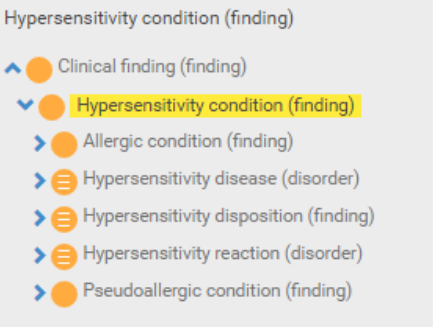 Hypersensitivity condition (finding)
Clinical finding (finding)
Hypersensitivity condition (finding)
Allergic condition (finding)
Hypersensitivity disease (disorder)
Hypersensitivity disposition (finding)
Hypersensitivity reaction (disorder)
Pseudoallergic condition (finding)